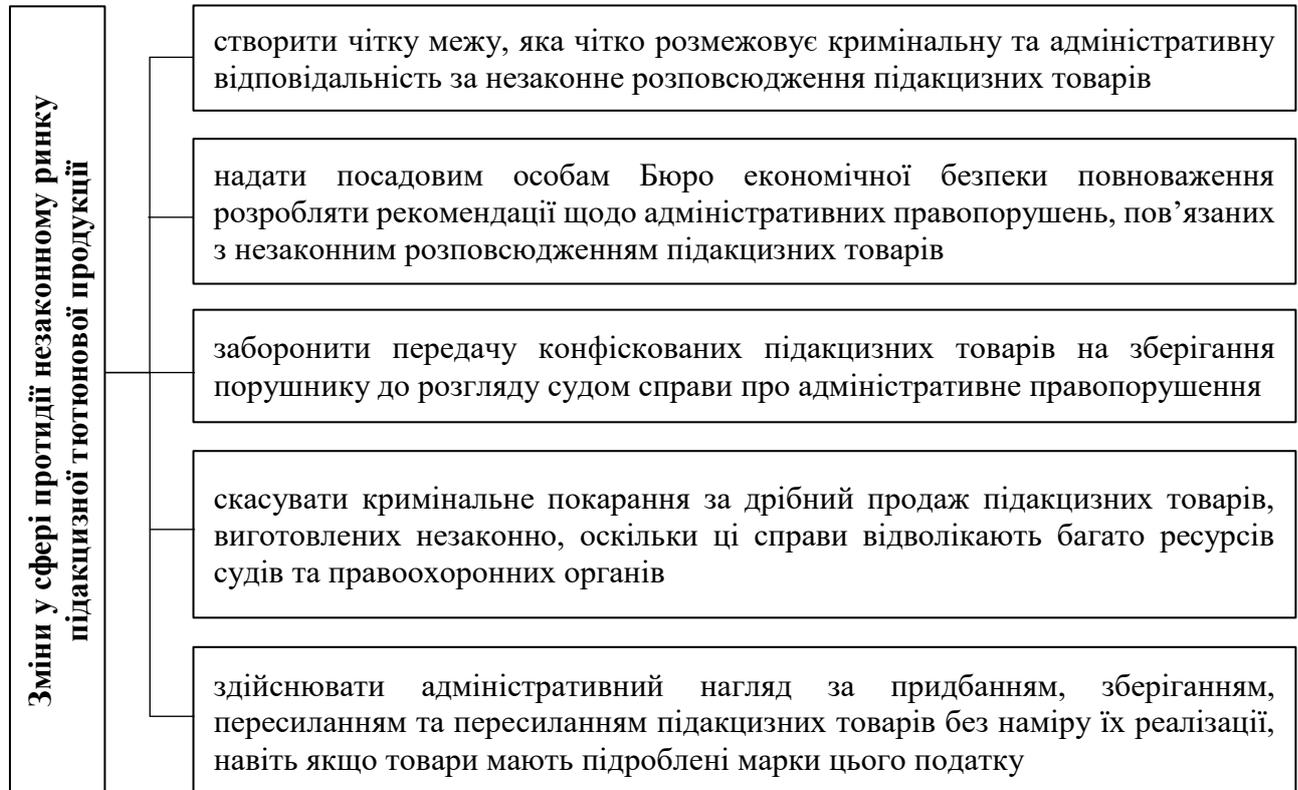 Зміни у сфері протидії незаконному ринку
підакцизної тютюнової продукції
створити чітку межу, яка чітко розмежовує кримінальну та адміністративну
відповідальність за незаконне розповсюдження підакцизних товарів
надати посадовим особам Бюро економічної безпеки повноваження
розробляти рекомендації щодо адміністративних правопорушень, пов’язаних
з незаконним розповсюдженням підакцизних товарів
заборонити передачу конфіскованих підакцизних товарів на зберігання
порушнику до розгляду судом справи про адміністративне правопорушення
скасувати кримінальне покарання за дрібний продаж підакцизних товарів,
виготовлених незаконно, оскільки ці справи відволікають багато ресурсів
судів та правоохоронних органів
здійснювати адміністративний нагляд за придбанням, зберіганням,
пересиланням та пересиланням підакцизних товарів без наміру їх реалізації,
навіть якщо товари мають підроблені марки цього податку